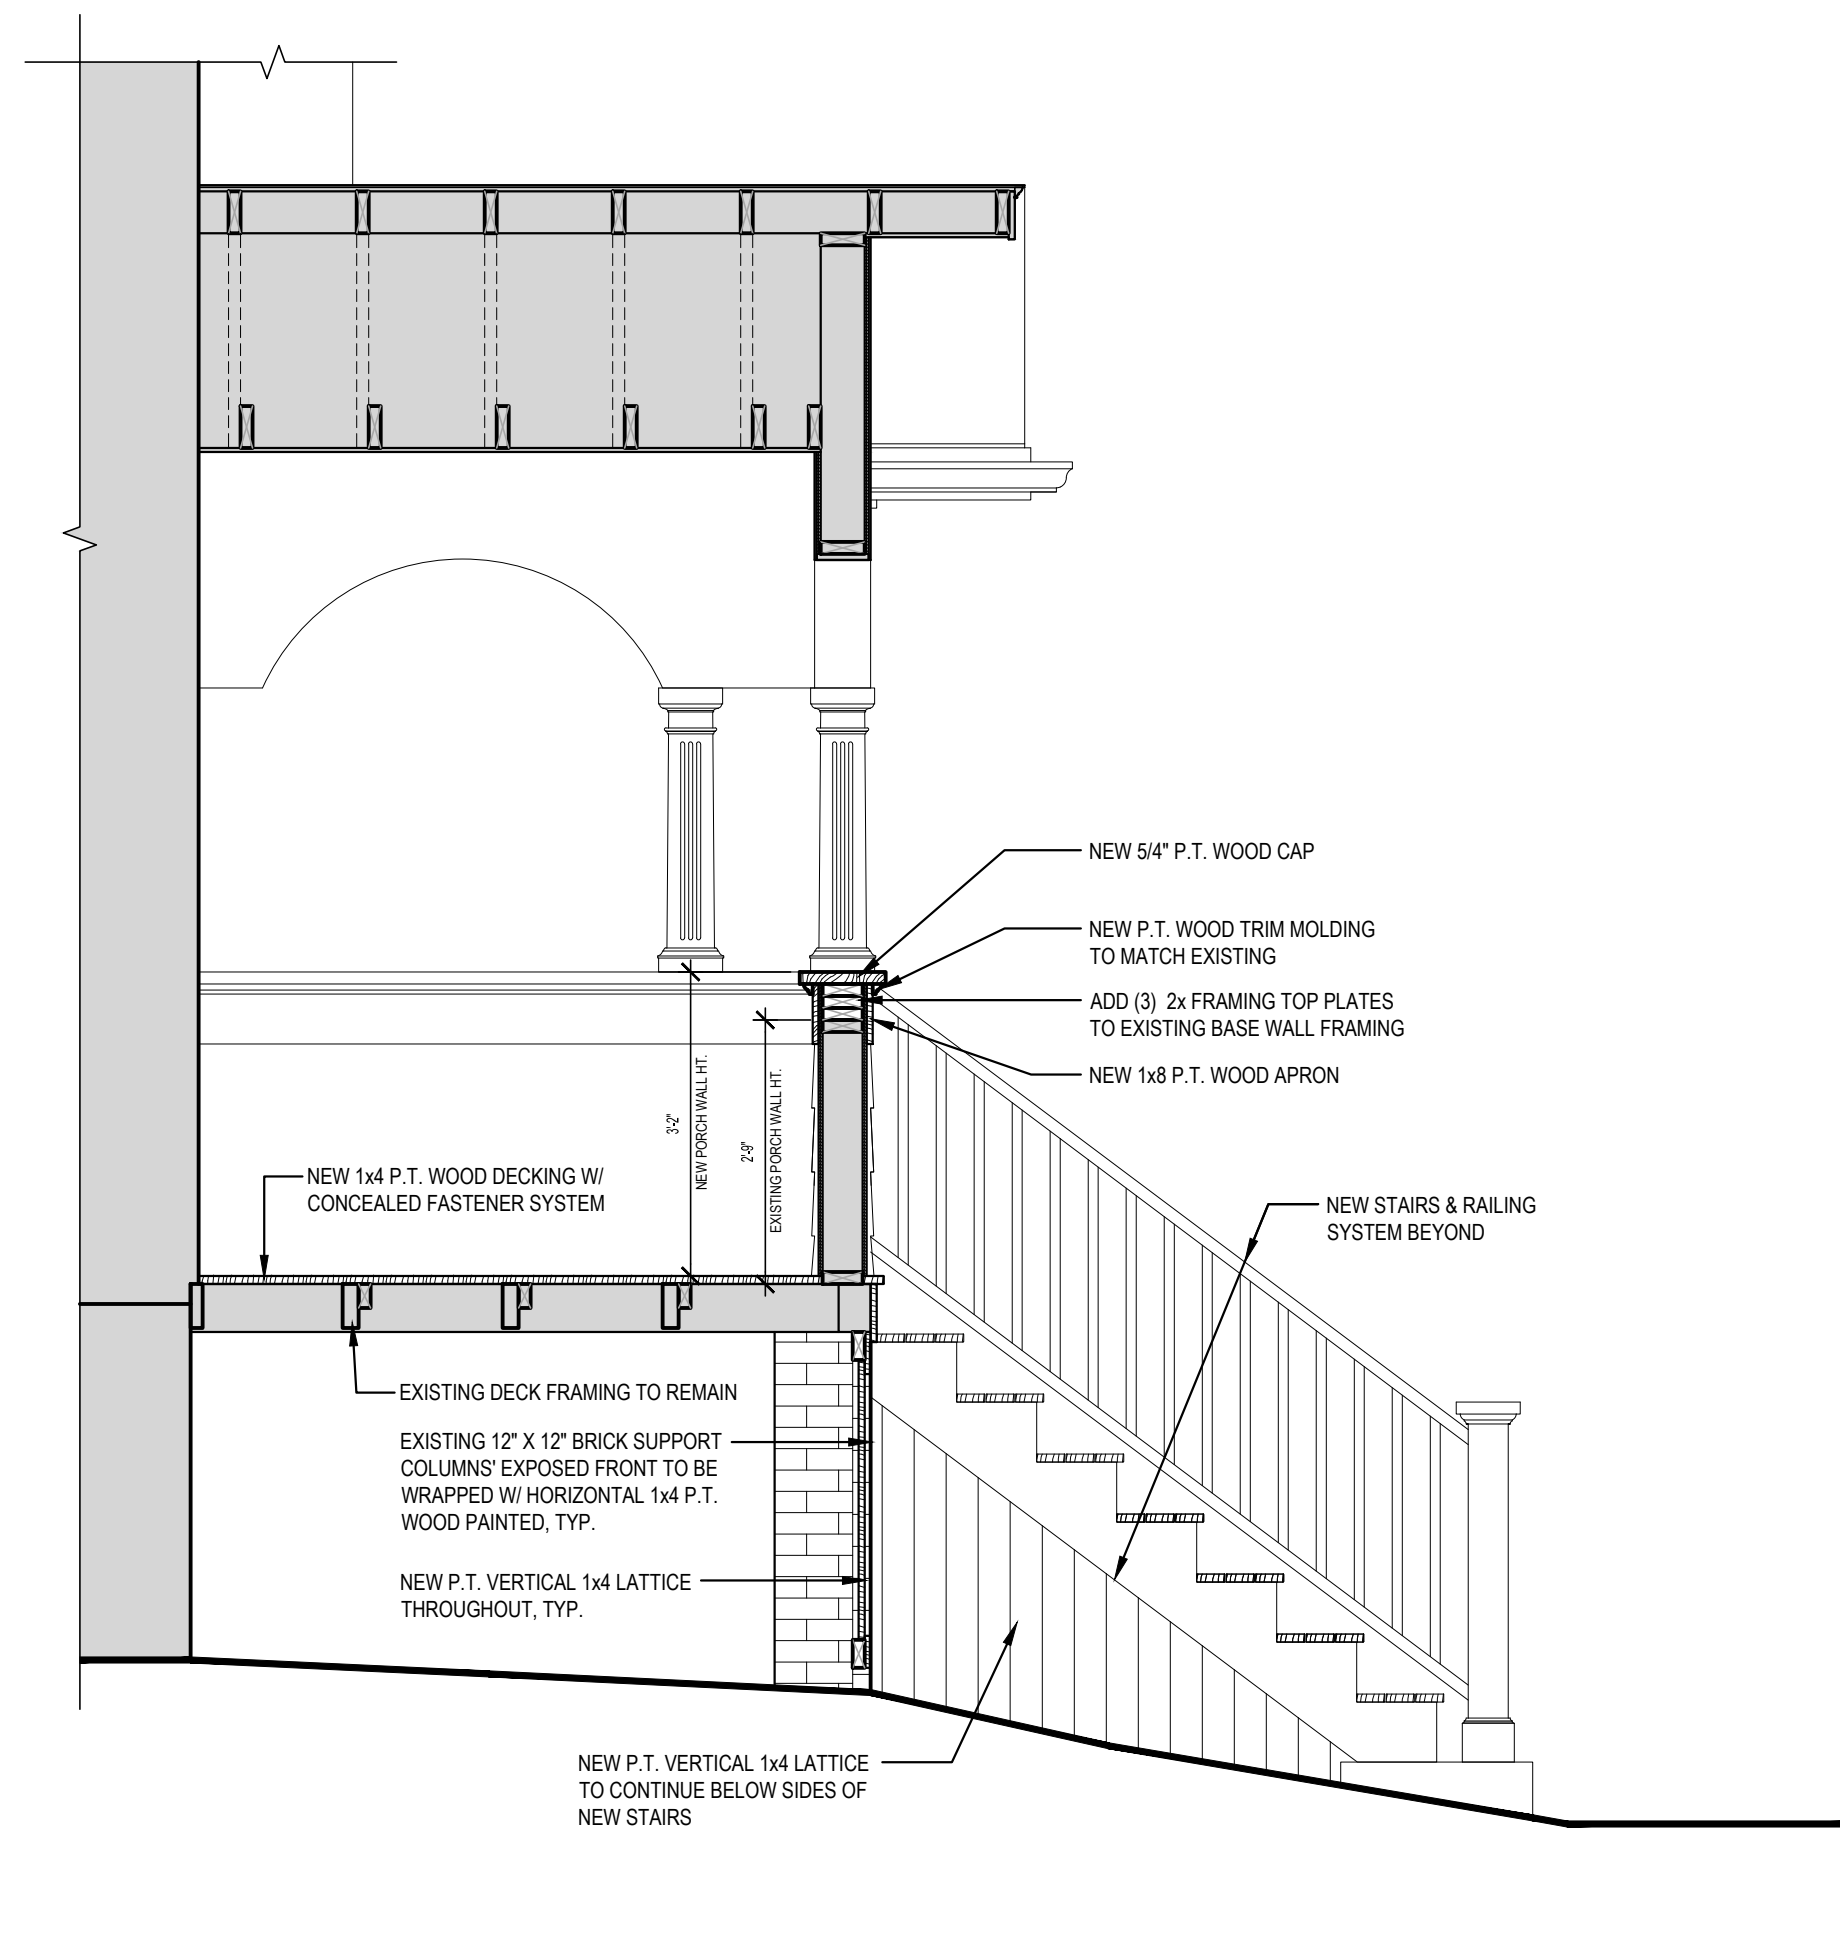 NEW 5/4" P.T. WOOD CAP
NEW P.T. WOOD TRIM MOLDING
TO MATCH EXISTING
ADD (3) 2x FRAMING TOP PLATES
TO EXISTING BASE WALL FRAMING
NEW 1x8 P.T. WOOD APRON
3'-2"
NEW PORCH WALL HT.
2'-9"
EXISTING PORCH WALL HT.
NEW 1x4 P.T. WOOD DECKING W/
CONCEALED FASTENER SYSTEM
NEW STAIRS & RAILING
SYSTEM BEYOND
EXISTING DECK FRAMING TO REMAIN
EXISTING 12" X 12" BRICK SUPPORT
COLUMNS' EXPOSED FRONT TO BE
WRAPPED W/ HORIZONTAL 1x4 P.T.
WOOD PAINTED, TYP.
NEW P.T. VERTICAL 1x4 LATTICE
THROUGHOUT, TYP.
NEW P.T. VERTICAL 1x4 LATTICE
TO CONTINUE BELOW SIDES OF
NEW STAIRS